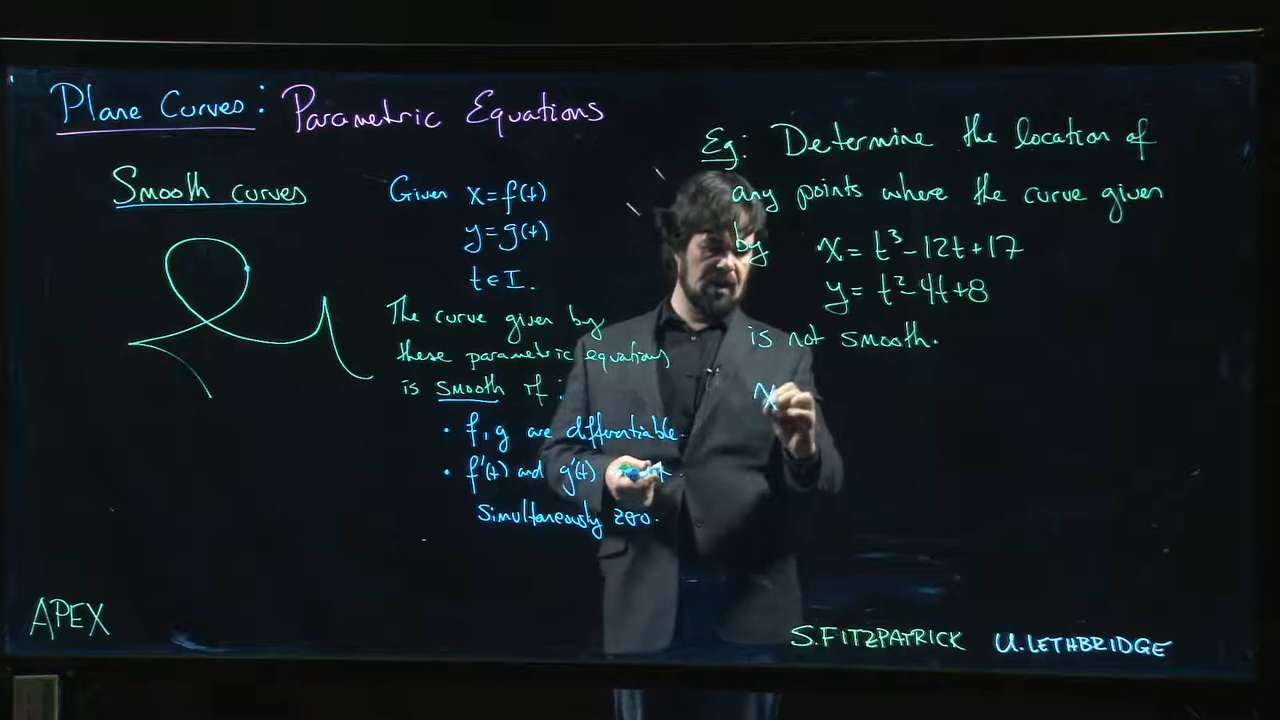 Plane Curves: Parametric Equations
Smooth curves
Given x = f(t)
y = g(t)
t ∈ I.
The curve given by
these parametric equations
is smooth if:
• f, g are differentiable.
• f'(t) and g'(t)
simultaneously zero.
Eg: Determine the location of
any points where the curve given
by x = t³ - 12t + 17
y = t² - 4t + 8
is not smooth.
x
APEX
S. FITZPATRICK U. LETHBRIDGE